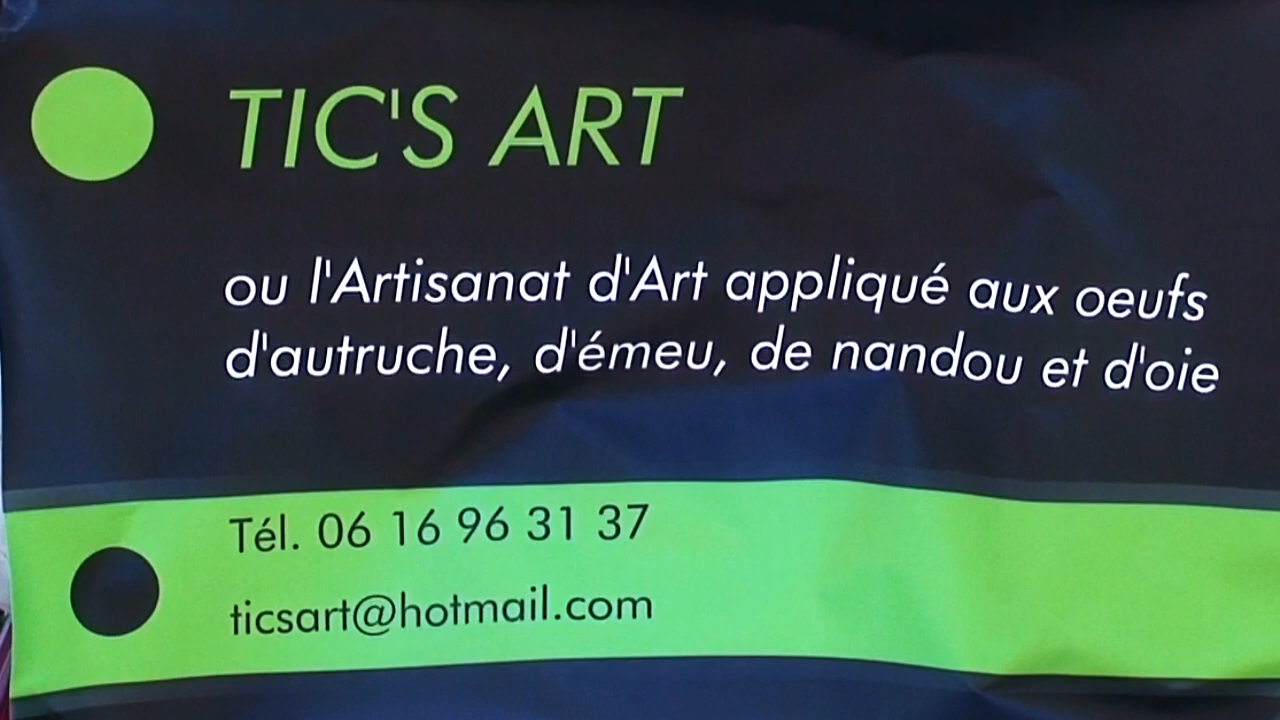 TIC'S ART
ou l'Artisanat d'Art appliqué aux oeufs
d'autruche, d'émeu, de nandou et d'oie
Tél. 06 16 96 31 37
ticsart@hotmail.com